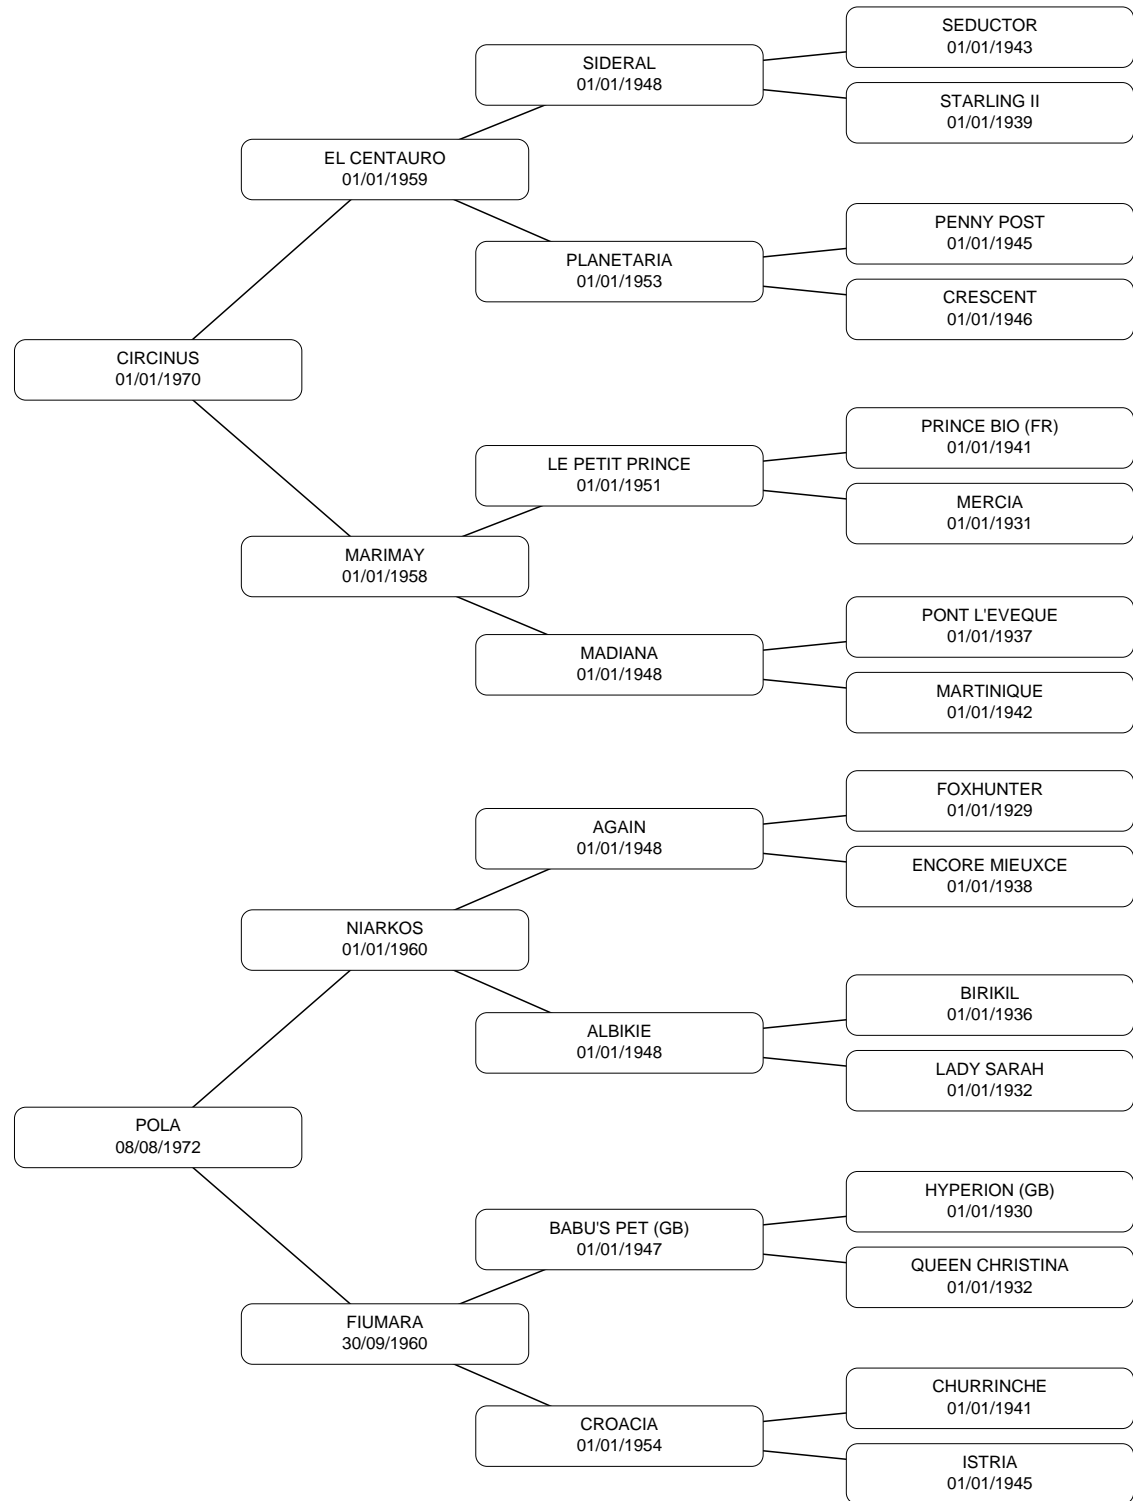 SEDUCTOR
01/01/1943
SIDERAL
01/01/1948
STARLING II
01/01/1939
EL CENTAURO
01/01/1959
PENNY POST
01/01/1945
PLANETARIA
01/01/1953
CRESCENT
01/01/1946
CIRCINUS
01/01/1970
PRINCE BIO (FR)
01/01/1941
LE PETIT PRINCE
01/01/1951
MERCIA
01/01/1931
MARIMAY
01/01/1958
PONT L'EVEQUE
01/01/1937
MADIANA
01/01/1948
MARTINIQUE
01/01/1942
FOXHUNTER
01/01/1929
AGAIN
01/01/1948
ENCORE MIEUXCE
01/01/1938
NIARKOS
01/01/1960
BIRIKIL
01/01/1936
ALBIKIE
01/01/1948
LADY SARAH
01/01/1932
POLA
08/08/1972
HYPERION (GB)
01/01/1930
BABU'S PET (GB)
01/01/1947
QUEEN CHRISTINA
01/01/1932
FIUMARA
30/09/1960
CHURRINCHE
01/01/1941
CROACIA
01/01/1954
ISTRIA
01/01/1945